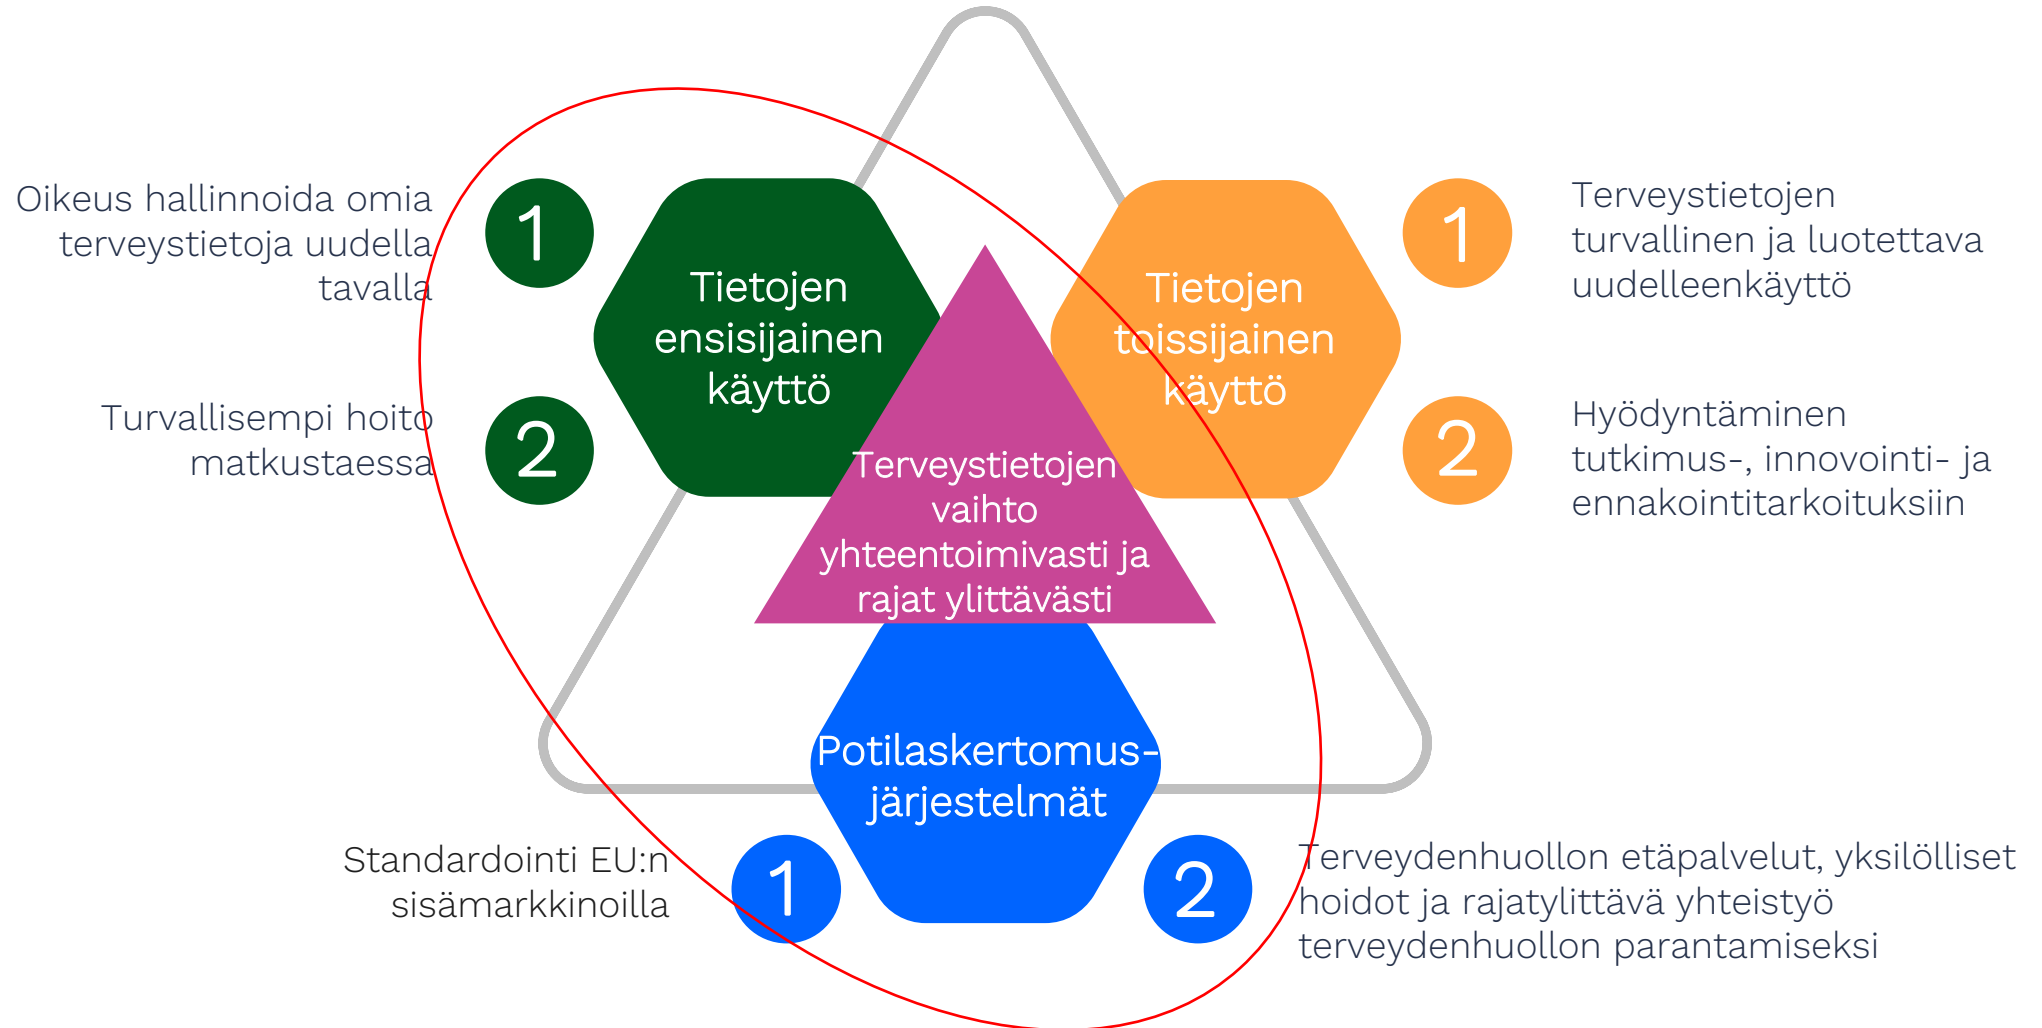 Oikeus hallinnoida omia
terveystietoja uudella
tavalla
1
Turvallisempi hoito
matkustaessa
2
Tietojen
ensisijainen
käyttö
Tietojen
toissijainen
käyttö
1
Terveystietojen
turvallinen ja luotettava
uudelleenkäyttö
2
Hyödyntäminen
tutkimus-, innovointi- ja
ennakointitarkoituksiin
Terveystietojen
vaihto
yhteentoimivasti ja
rajat ylittävästi
Potilaskertomus-
järjestelmät
Standardointi EU:n
sisämarkkinoilla
1
2
Terveydenhuollon etäpalvelut, yksilölliset
hoidot ja rajatylittävä yhteistyö
terveydenhuollon parantamiseksi